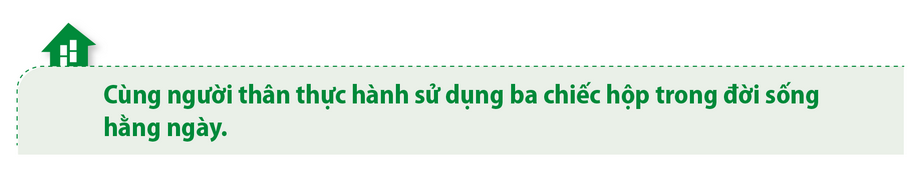 Cùng người thân thực hành sử dụng ba chiếc hộp trong đời sống
hằng ngày.